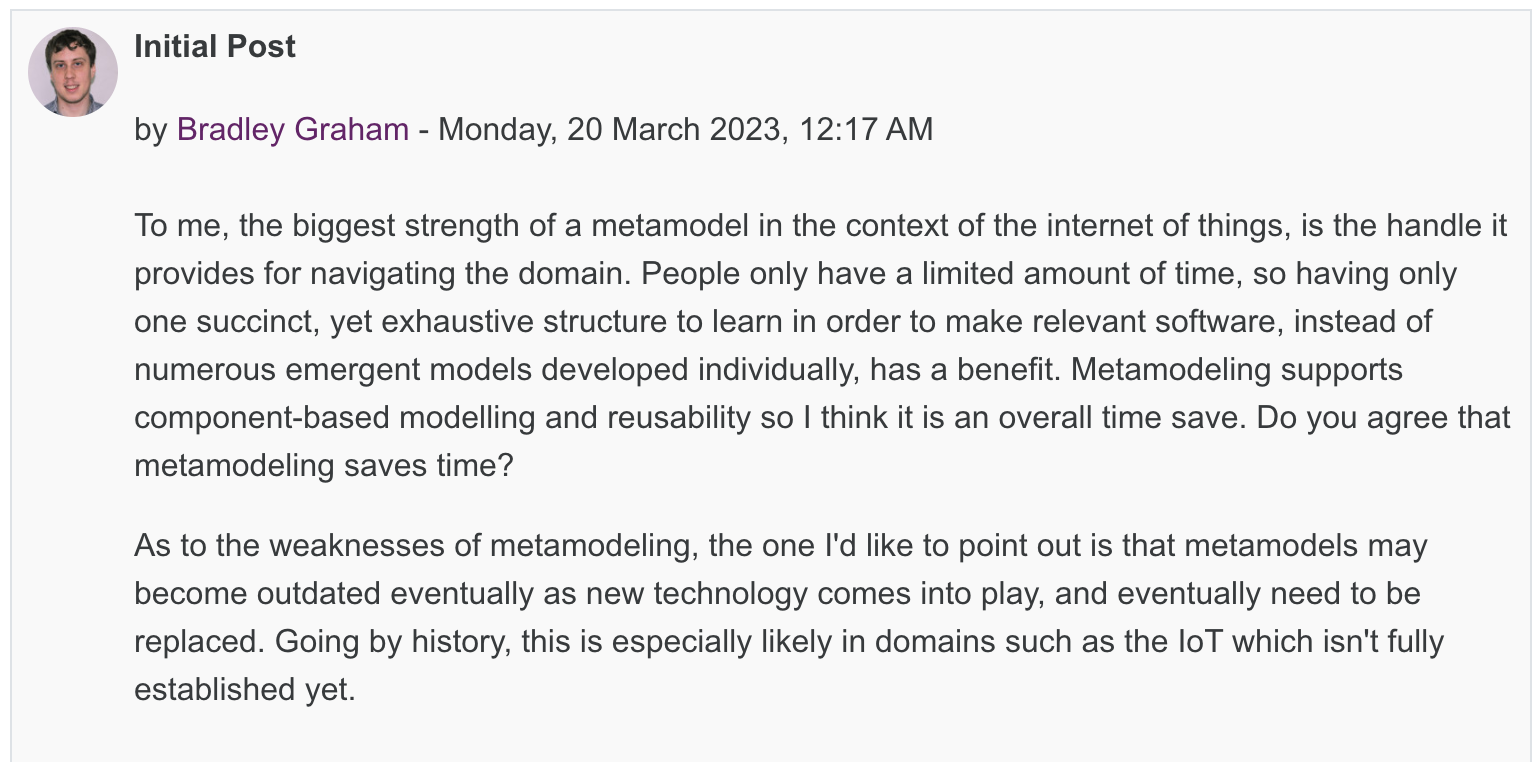 Initial Post
by Bradley Graham - Monday, 20 March 2023, 12:17 AM
To me, the biggest strength of a metamodel in the context of the internet of things, is the handle it
provides for navigating the domain. People only have a limited amount of time, so having only
one succinct, yet exhaustive structure to learn in order to make relevant software, instead of
numerous emergent models developed individually, has a benefit. Metamodeling supports
component-based modelling and reusability so I think it is an overall time save. Do you agree that
metamodeling saves time?
As to the weaknesses of metamodeling, the one I'd like to point out is that metamodels may
become outdated eventually as new technology comes into play, and eventually need to be
replaced. Going by history, this is especially likely in domains such as the IoT which isn't fully
established yet.